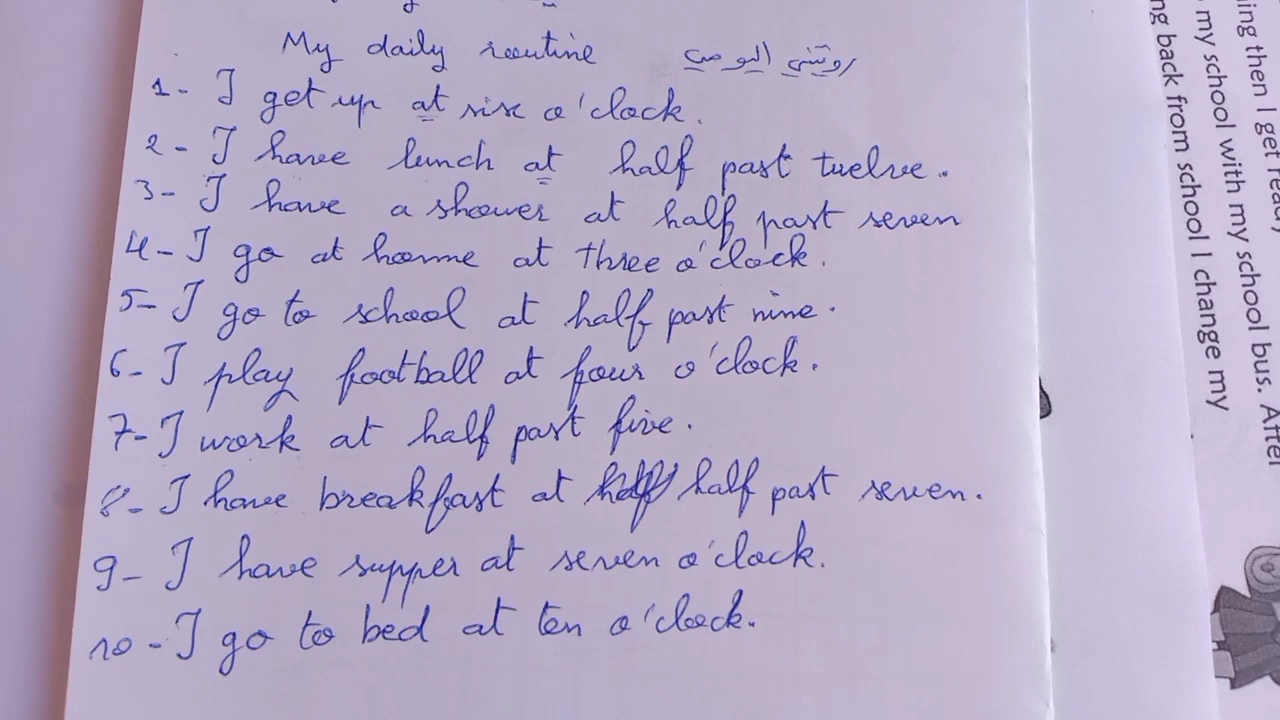 My daily routine روتيني اليومي
1- I get up at six o'clock.
2- I have lunch at half past twelve.
3- I have a shower at half past seven
4- I go at home at three o'clock.
5- I go to school at half past nine.
6- I play football at four o'clock.
7- I work at half past five.
8- I have breakfast at half half past seven.
9- I have supper at seven o'clock.
10- I go to bed at ten o'clock.
ing then I get ready
my school with my school bus. After
ng back from school I change my